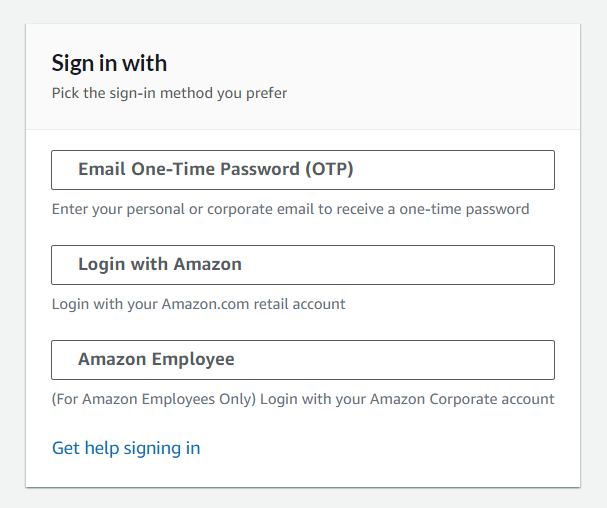 Sign in with
Pick the sign-in method you prefer
Email One-Time Password (OTP)
Enter your personal or corporate email to receive a one-time password
Login with Amazon
Login with your Amazon.com retail account
Amazon Employee
(For Amazon Employees Only) Login with your Amazon Corporate account
Get help signing in